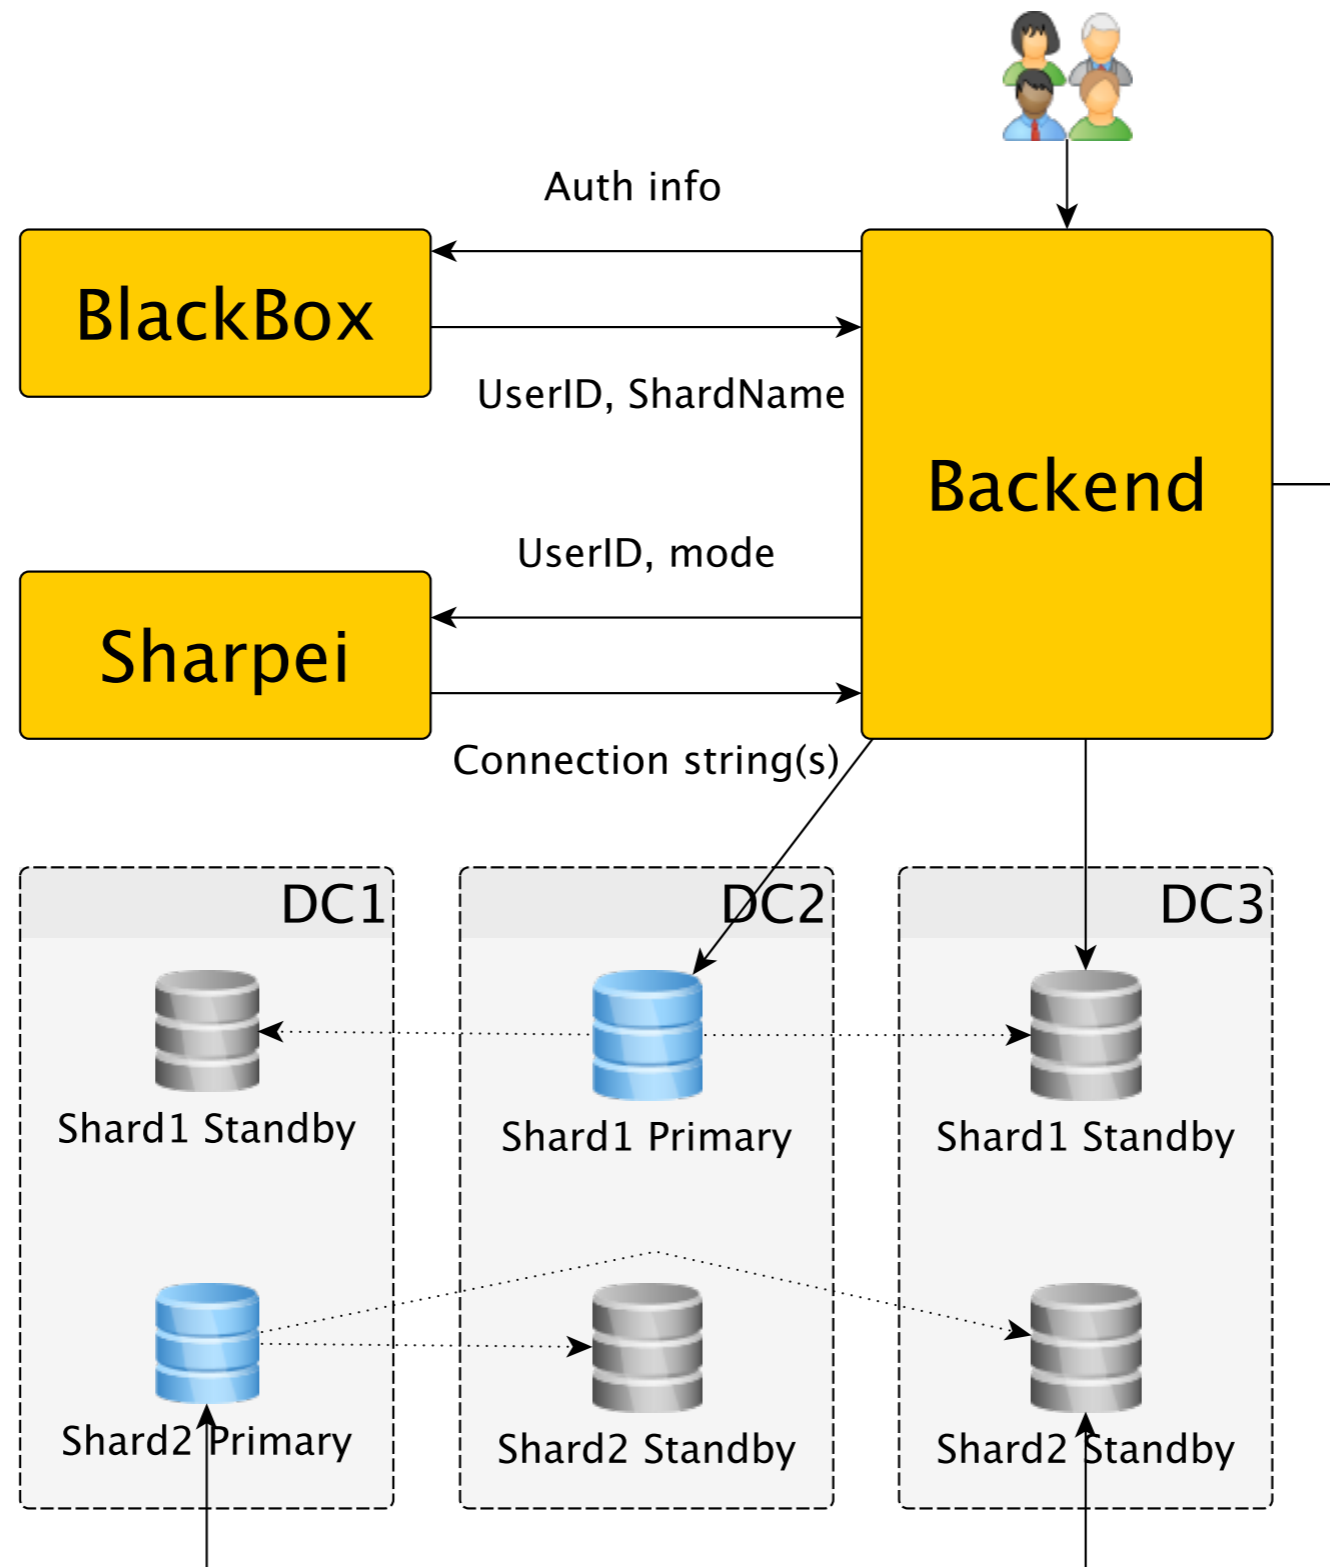 Auth info
BlackBox
UserID, ShardName
Backend
UserID, mode
Sharpei
Connection string(s)
DC1
DC2
DC3
Shard1 Standby
Shard1 Primary
Shard1 Standby
Shard2 Primary
Shard2 Standby
Shard2 Standby